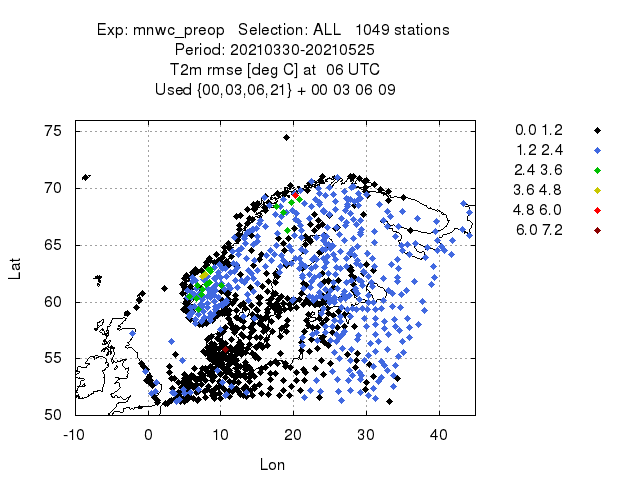 Exp: mnwc_preop   Selection: ALL   1049 stations
Period: 20210330-20210525
T2m rmse [deg C] at  06 UTC
Used {00,03,06,21} + 00 03 06 09
75
70
65
60
55
50
-10 0 10 20 30 40
Lat
Lon
0.0 1.2
1.2 2.4
2.4 3.6
3.6 4.8
4.8 6.0
6.0 7.2